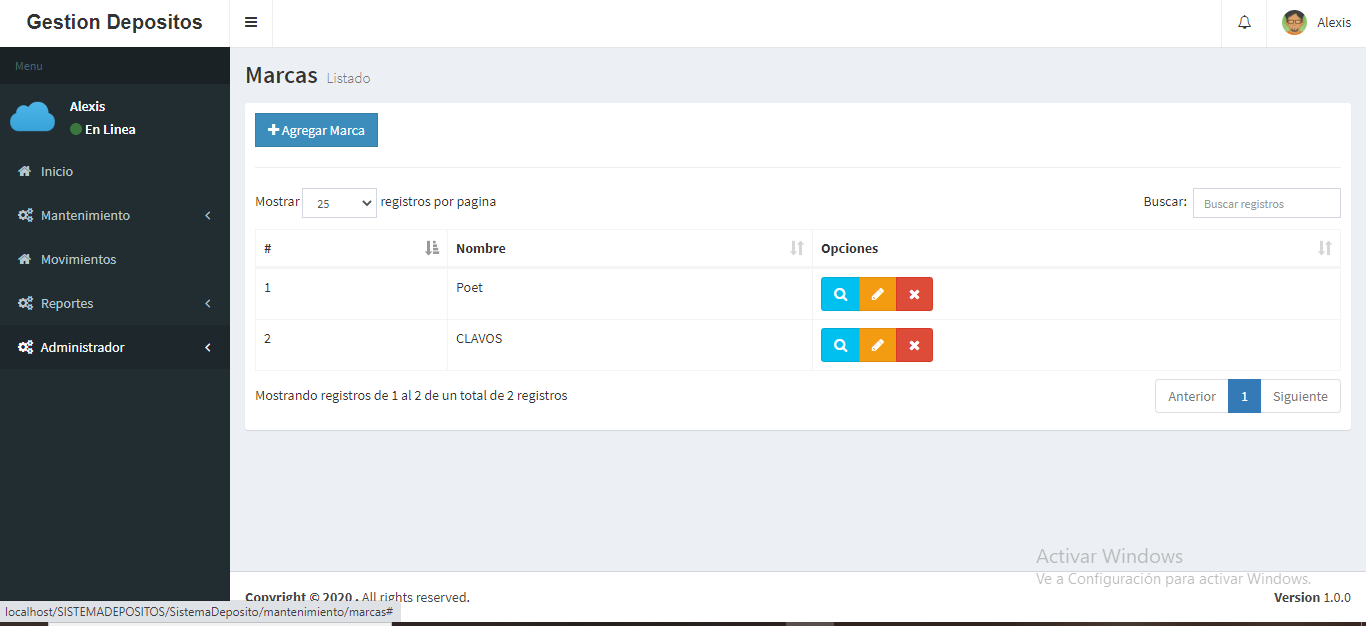 Gestion Depositos
Alexis
Menu
Alexis
En Linea
Inicio
Mantenimiento
Movimientos
Reportes
Administrador
Marcas Listado
Agregar Marca
Mostrar 25 registros por pagina
Buscar: Buscar registros
# Nombre Opciones
1 Poet
2 CLAVOS
Mostrando registros de 1 al 2 de un total de 2 registros
Anterior 1 Siguiente
Activar Windows
Ve a Configuración para activar Windows.
Copyright © 2020 . All rights reserved.
Version 1.0.0
localhost/SISTEMADEPOSITOS/SistemaDeposito/mantenimiento/marcas#